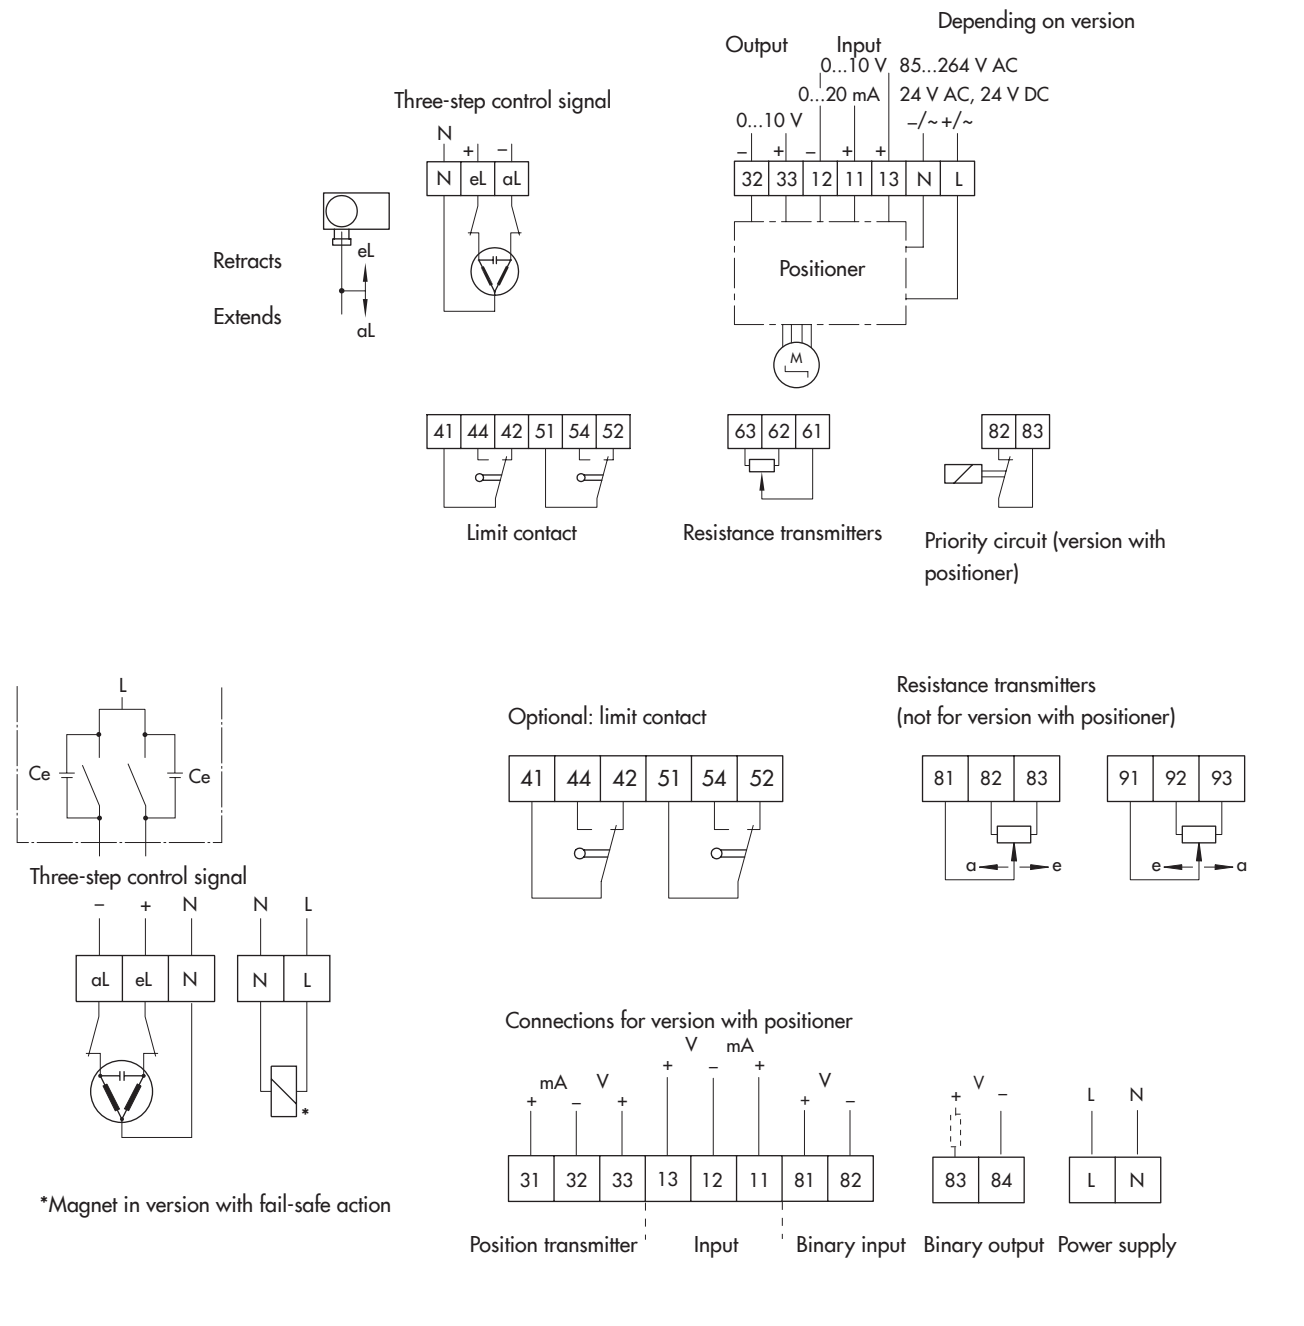 Depending on version
Output Input
0...10 V 85...264 V AC
0...20 mA 24 V AC, 24 V DC
0...10 V –/~ +/~
– + – + +
32 33 12 11 13 N L
Positioner
M
Three-step control signal
N
+ –
N eL aL
Retracts
Extends
eL
aL
41 44 42 51 54 52
Limit contact
63 62 61
Resistance transmitters
82 83
Priority circuit (version with
positioner)
L
Ce Ce
Three-step control signal
– + N N L
aL eL N N L
*
*Magnet in version with fail-safe action
Optional: limit contact
41 44 42 51 54 52
Resistance transmitters
(not for version with positioner)
81 82 83 91 92 93
a e e a
Connections for version with positioner
V mA
+ – +
mA V V V
+ – + + – + – L N
31 32 33 13 12 11 81 82 83 84 L N
Position transmitter Input Binary input Binary output Power supply